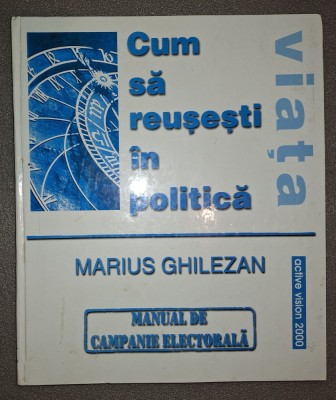 Cum
să
reușești
în
politică
viața
MARIUS GHILEZAN
active vision 2000
MANUAL DE
CAMPANIE ELECTORALĂ